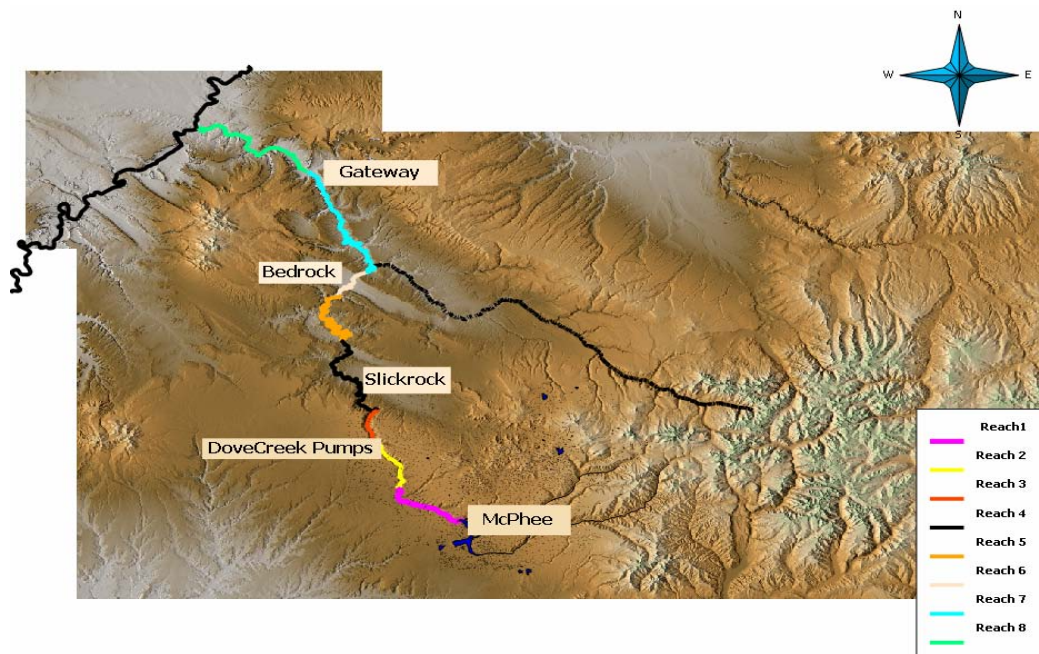 N
W
E
S
Gateway
Bedrock
Slickrock
DoveCreek Pumps
McPhee
Reach1
Reach 2
Reach 3
Reach 4
Reach 5
Reach 6
Reach 7
Reach 8